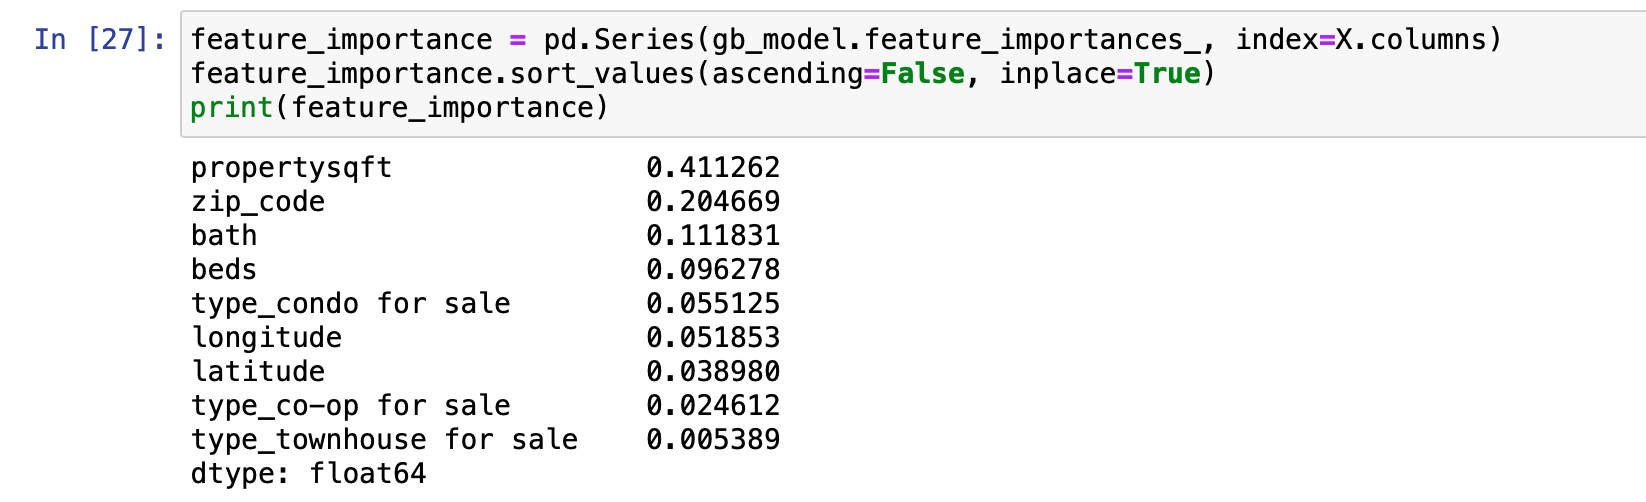 In [27]: feature_importance = pd.Series(gb_model.feature_importances_, index=X.columns)
feature_importance.sort_values(ascending=False, inplace=True)
print(feature_importance)
propertysqft 0.411262
zip_code 0.204669
bath 0.111831
beds 0.096278
type_condo for sale 0.055125
longitude 0.051853
latitude 0.038980
type_co-op for sale 0.024612
type_townhouse for sale 0.005389
dtype: float64